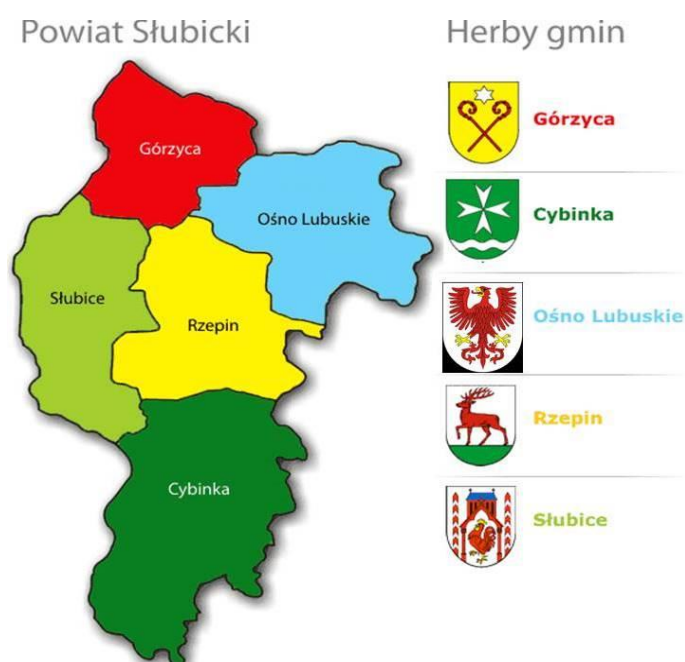 Powiat Słubicki
Herby gmin
Górzyca
Ośno Lubuskie
Słubice
Rzepin
Cybinka
Górzyca
Cybinka
Ośno Lubuskie
Rzepin
Słubice